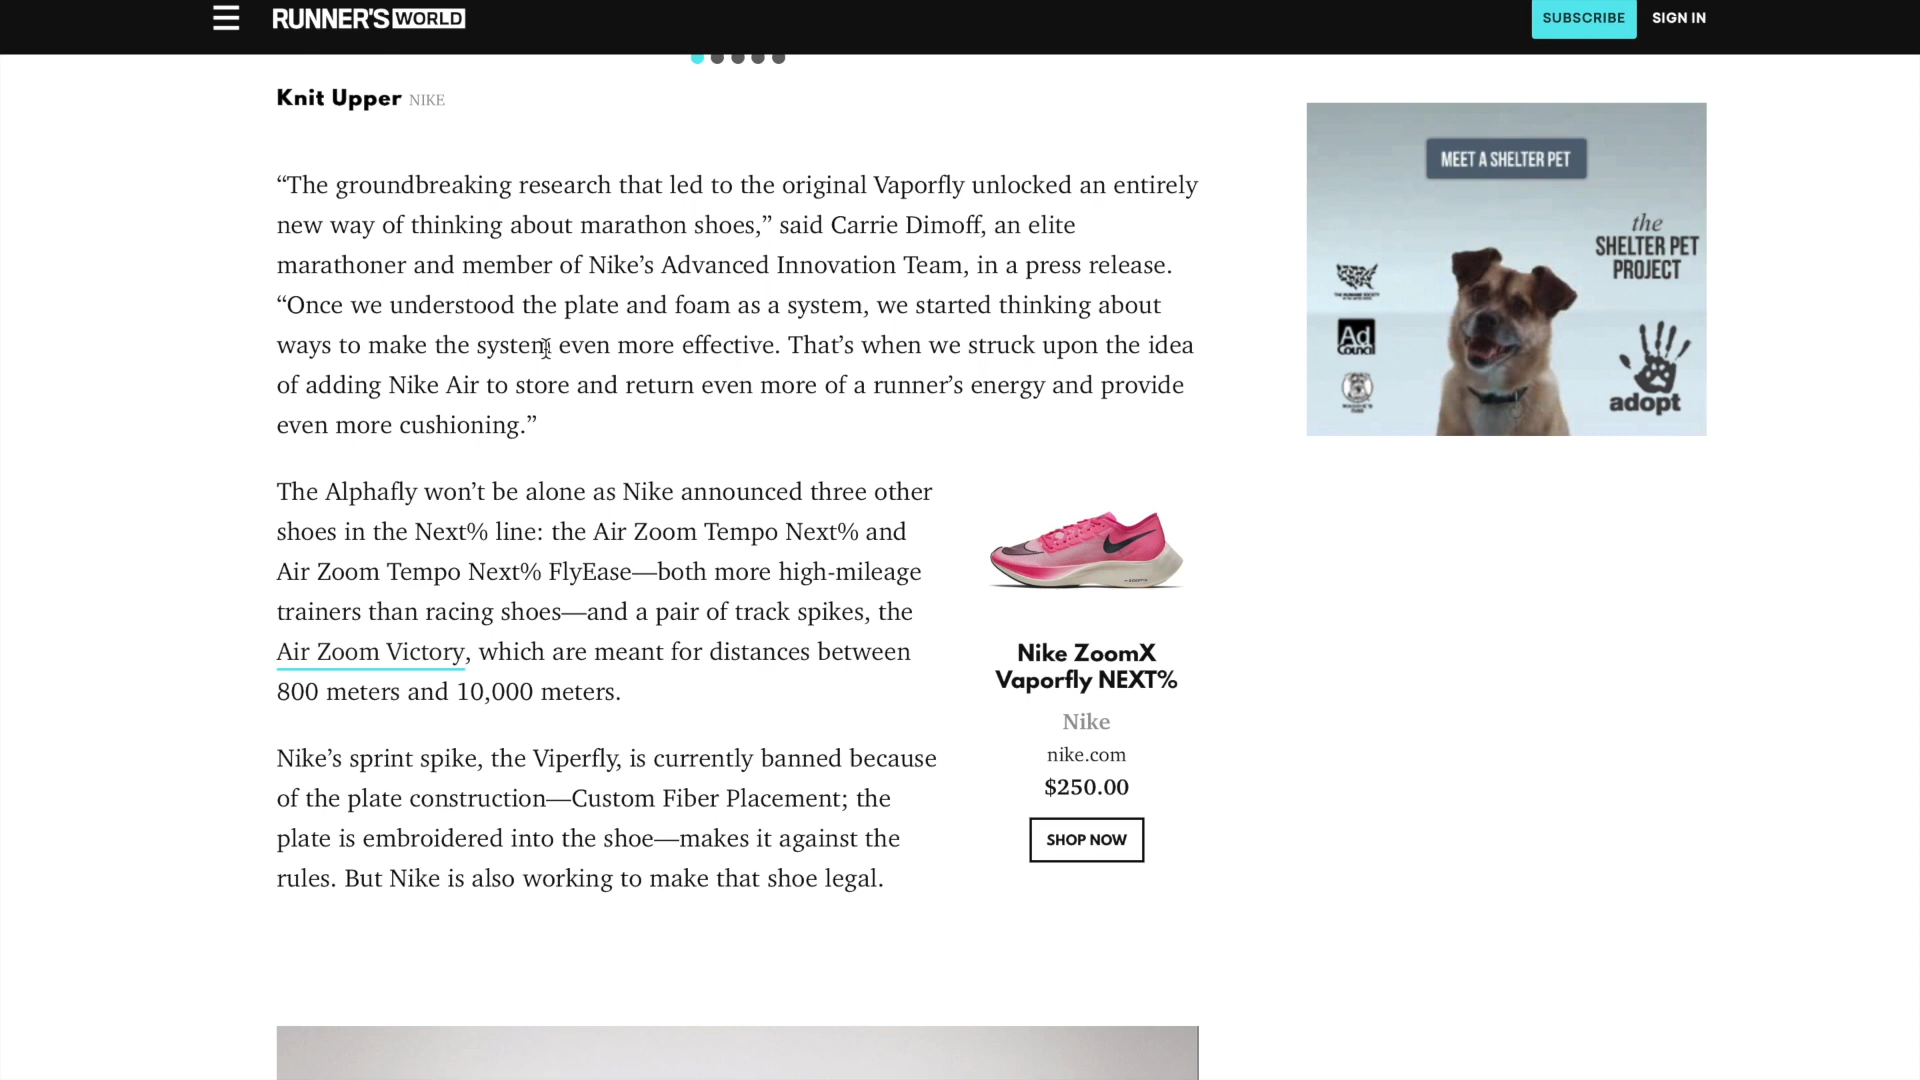 RUNNER'S WORLD
SUBSCRIBE
SIGN IN
Knit Upper NIKE
“The groundbreaking research that led to the original Vaporfly unlocked an entirely
new way of thinking about marathon shoes,” said Carrie Dimoff, an elite
marathoner and member of Nike’s Advanced Innovation Team, in a press release.
“Once we understood the plate and foam as a system, we started thinking about
ways to make the system even more effective. That’s when we struck upon the idea
of adding Nike Air to store and return even more of a runner’s energy and provide
even more cushioning.”
The Alphafly won’t be alone as Nike announced three other
shoes in the Next% line: the Air Zoom Tempo Next% and
Air Zoom Tempo Next% FlyEase—both more high-mileage
trainers than racing shoes—and a pair of track spikes, the
Air Zoom Victory, which are meant for distances between
800 meters and 10,000 meters.
Nike’s sprint spike, the Viperfly, is currently banned because
of the plate construction—Custom Fiber Placement; the
plate is embroidered into the shoe—makes it against the
rules. But Nike is also working to make that shoe legal.
Nike ZoomX
Vaporfly NEXT%
Nike
nike.com
$250.00
SHOP NOW
MEET A SHELTER PET
the
SHELTER PET
PROJECT
Ad
Council
adopt